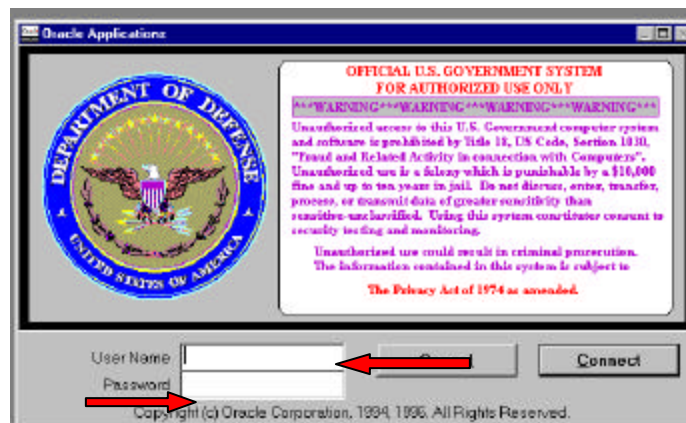 Oracle Applications
DEPARTMENT OF DEFENSE
UNITED STATES OF AMERICA
OFFICIAL U.S. GOVERNMENT SYSTEM
FOR AUTHORIZED USE ONLY
***WARNING***WARNING***WARNING***WARNING***
Unauthorized access to this U.S. Government computer system
and software is prohibited by Title 18, US Code, Section 1030,
"Fraud and Related Activity in connection with Computers".
Unauthorized use is a felony which is punishable by a $10,000
fine and up to ten years in jail. Do not discuss, enter, transfer,
process, or transmit data of greater sensitivity than
sensitive-unclassified. Using this system constitutes consent to
security testing and monitoring.
Unauthorized use could result in criminal prosecution.
The information contained in this system is subject to
The Privacy Act of 1974 as amended.
User Name
Connect
Password
Copyright (c) Oracle Corporation, 1994, 1996, All Rights Reserved.